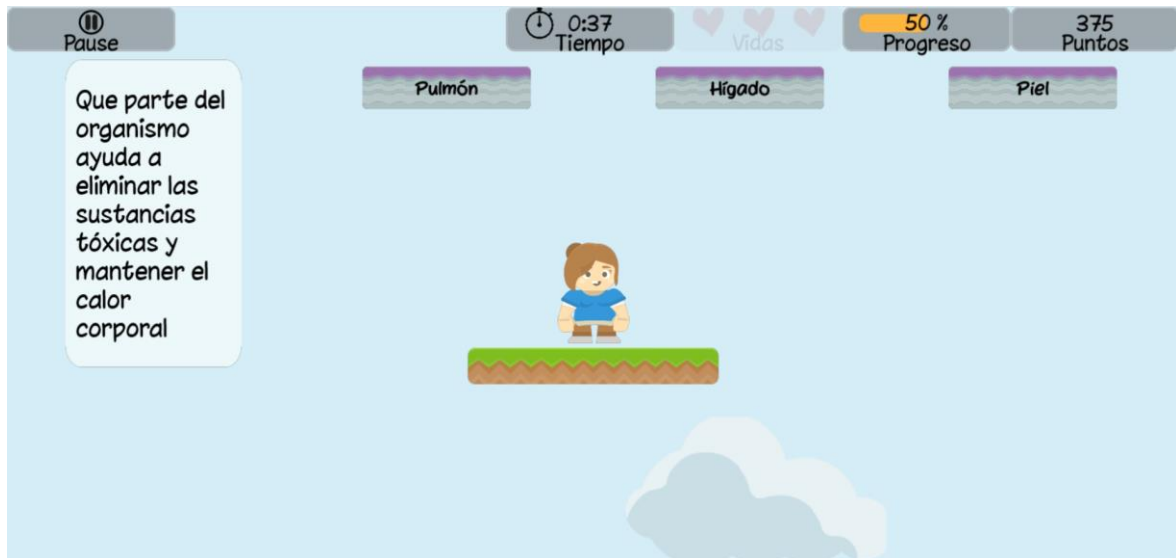 Pause
0:37
Tiempo
Vidas
50 %
Progreso
375
Puntos
Pulmón
Hígado
Piel
Que parte del
organismo
ayuda a
eliminar las
sustancias
tóxicas y
mantener el
calor
corporal